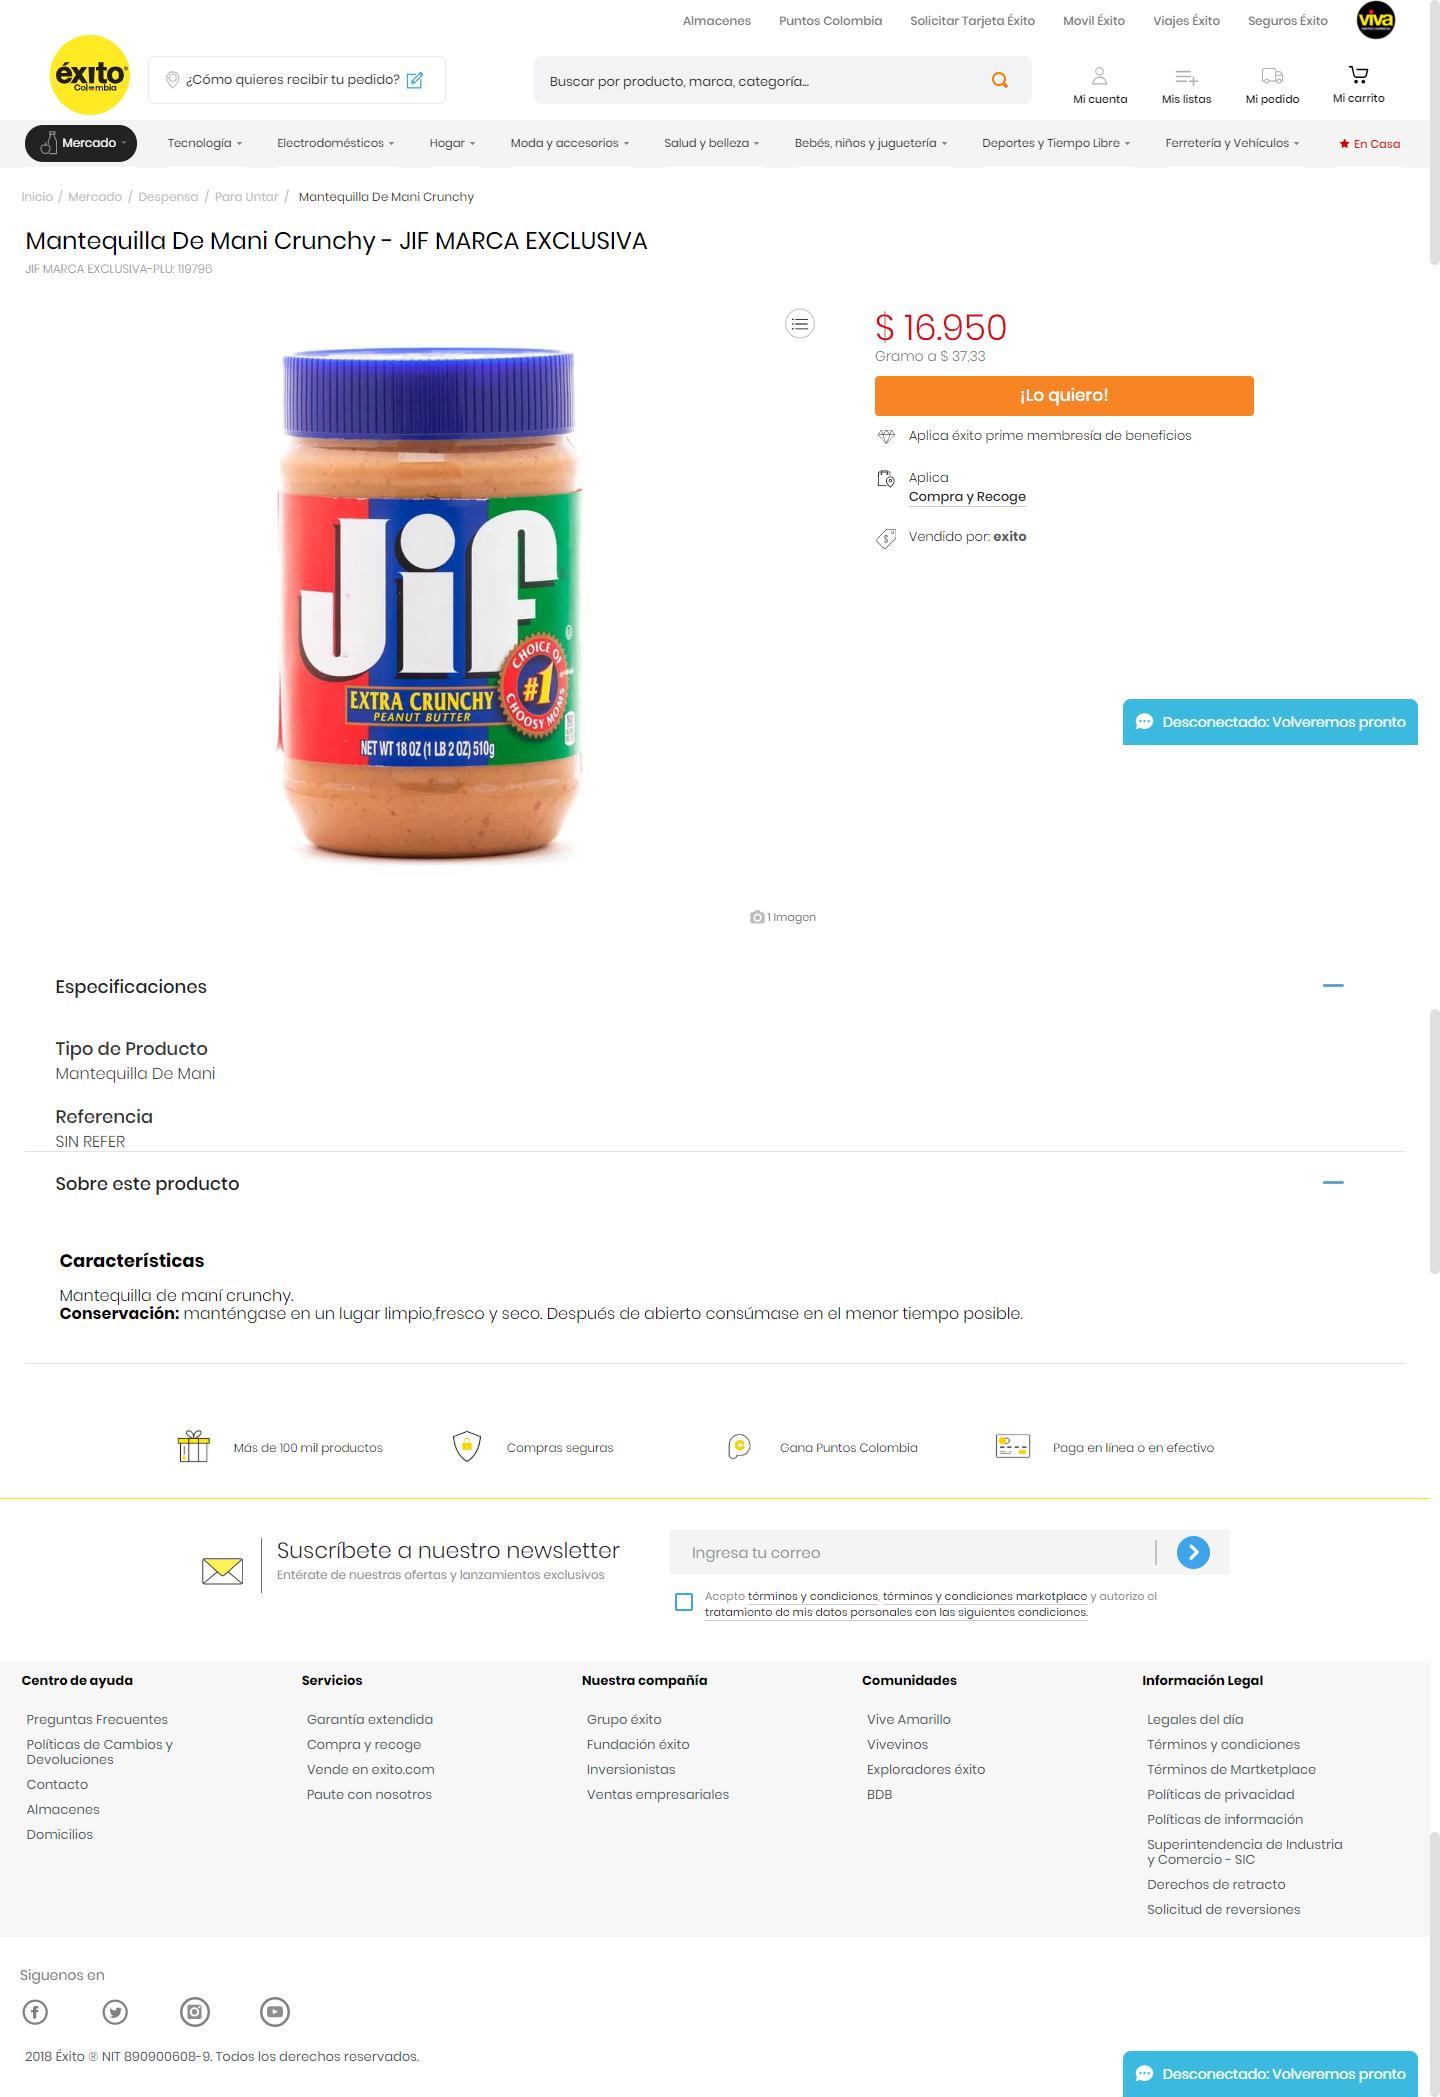 Almacenes
Puntos Colombia
Solicitar Tarjeta Éxito
Movil Éxito
Viajes Éxito
Seguros Éxito
viva
éxito
Colombia
¿Cómo quieres recibir tu pedido?
Buscar por producto, marca, categoría...
Mi cuenta
Mis listas
Mi pedido
Mi carrito
Mercado
Tecnología
Electrodomésticos
Hogar
Moda y accesorios
Salud y belleza
Bebés, niños y juguetería
Deportes y Tiempo Libre
Ferretería y Vehículos
En Casa
Inicio / Mercado / Despensa / Para Untar / Mantequilla De Mani Crunchy
Mantequilla De Mani Crunchy - JIF MARCA EXCLUSIVA
JIF MARCA EXCLUSIVA-PLU: 119796
Jif
CHOICE OF
#1
CHOOSY MOMS
EXTRA CRUNCHY
PEANUT BUTTER
NET WT 18 OZ (1 LB 2 OZ) 510g
$ 16.950
Gramo a $ 37,33
¡Lo quiero!
Aplica éxito prime membresía de beneficios
Aplica
Compra y Recoge
Vendido por: exito
Desconectado: Volveremos pronto
1 Imagen
Especificaciones
Tipo de Producto
Mantequilla De Mani
Referencia
SIN REFER
Sobre este producto
Características
Mantequilla de maní crunchy.
Conservación: manténgase en un lugar limpio,fresco y seco. Después de abierto consúmase en el menor tiempo posible.
Más de 100 mil productos
Compras seguras
Gana Puntos Colombia
Paga en línea o en efectivo
Suscríbete a nuestro newsletter
Entérate de nuestras ofertas y lanzamientos exclusivos
Ingresa tu correo
Acepto términos y condiciones, términos y condiciones marketplace y autorizo el
tratamiento de mis datos personales con las siguientes condiciones.
Centro de ayuda
Preguntas Frecuentes
Políticas de Cambios y
Devoluciones
Contacto
Almacenes
Domicilios
Servicios
Garantía extendida
Compra y recoge
Vende en exito.com
Paute con nosotros
Nuestra compañía
Grupo éxito
Fundación éxito
Inversionistas
Ventas empresariales
Comunidades
Vive Amarillo
Vivevinos
Exploradores éxito
BDB
Información Legal
Legales del día
Términos y condiciones
Términos de Martketplace
Políticas de privacidad
Políticas de información
Superintendencia de Industria
y Comercio - SIC
Derechos de retracto
Solicitud de reversiones
Siguenos en
2018 Éxito ® NIT 890900608-9. Todos los derechos reservados.
Desconectado: Volveremos pronto